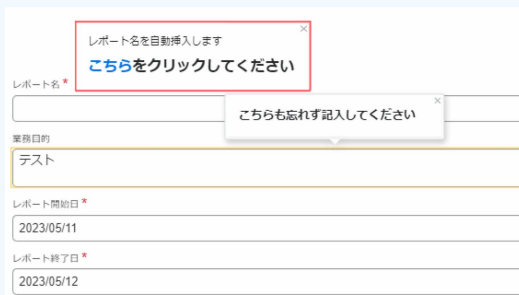 レポート名を自動挿入します
×
こちらをクリックしてください
レポート名 *
×
こちらも忘れず記入してください
業務目的
テスト
レポート開始日 *
2023/05/11
レポート終了日 *
2023/05/12